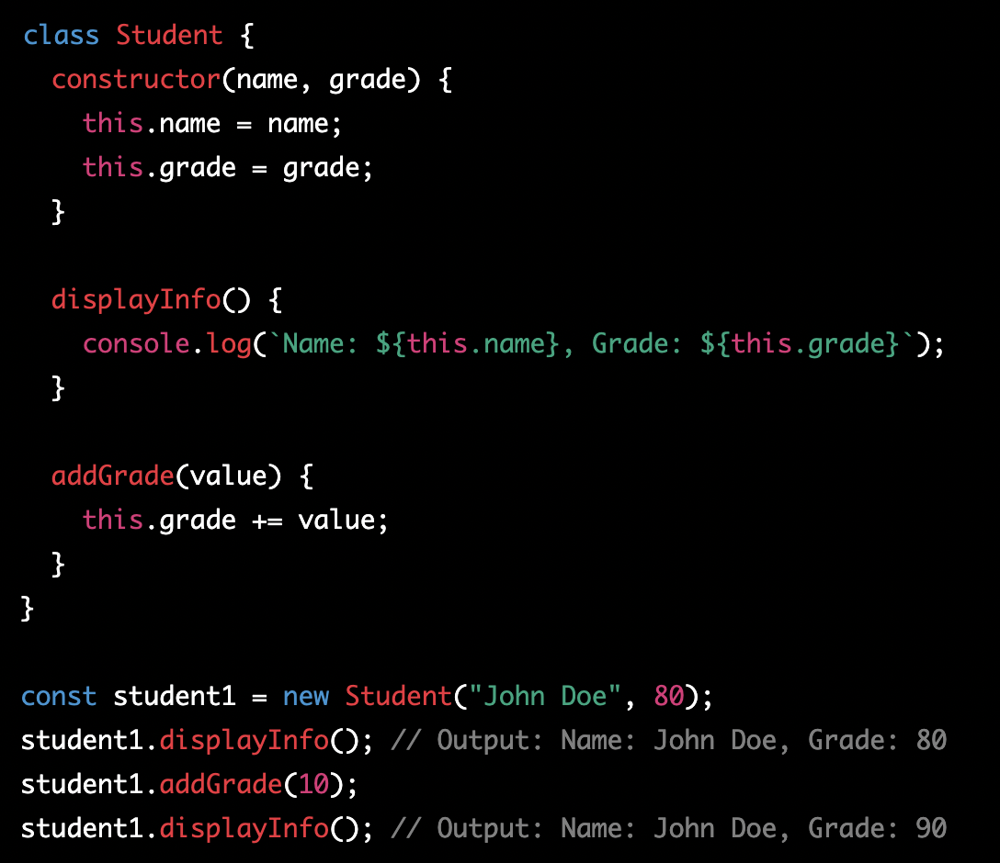 class Student {
  constructor(name, grade) {
    this.name = name;
    this.grade = grade;
  }

  displayInfo() {
    console.log(`Name: ${this.name}, Grade: ${this.grade}`);
  }

  addGrade(value) {
    this.grade += value;
  }
}

const student1 = new Student("John Doe", 80);
student1.displayInfo(); // Output: Name: John Doe, Grade: 80
student1.addGrade(10);
student1.displayInfo(); // Output: Name: John Doe, Grade: 90